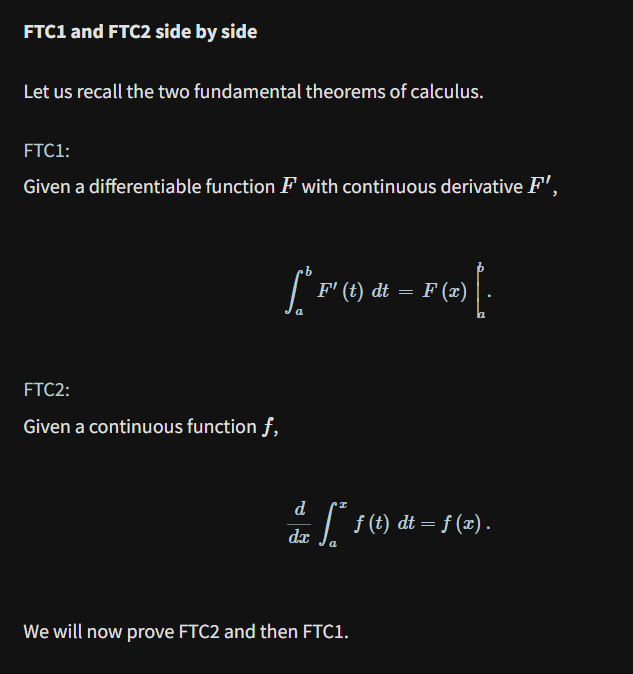 FTC1 and FTC2 side by side
Let us recall the two fundamental theorems of calculus.
FTC1:
Given a differentiable function F with continuous derivative F′,
∫_a^b F′(t) dt = F(x) |_a^b.
FTC2:
Given a continuous function f,
d/dx ∫_a^x f(t) dt = f(x).
We will now prove FTC2 and then FTC1.